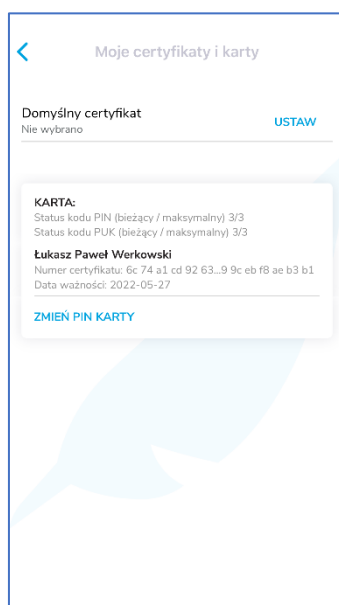 Moje certyfikaty i karty
Domyślny certyfikat
Nie wybrano
USTAW
KARTA:
Status kodu PIN (bieżący / maksymalny) 3/3
Status kodu PUK (bieżący / maksymalny) 3/3
Łukasz Paweł Werkowski
Numer certyfikatu: 6c 74 a1 cd 92 63...9 9c eb f8 ae b3 b1
Data ważności: 2022-05-27
ZMIEŃ PIN KARTY